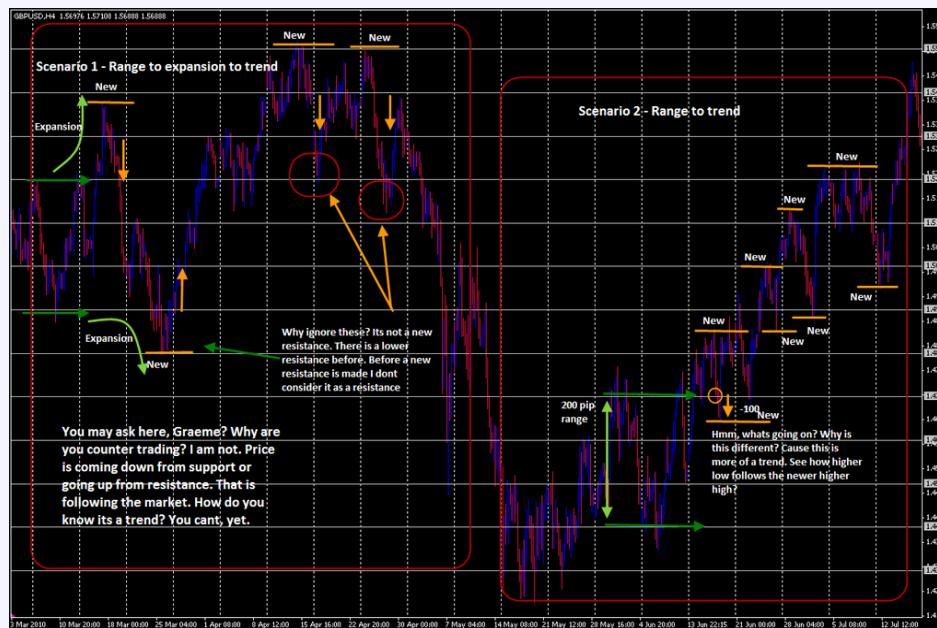 GBPUSD,H4 1.56976 1.57108 1.56888 1.56888
Scenario 1 - Range to expansion to trend
New
New
New
Expansion
Scenario 2 - Range to trend
New
New
New
New
Expansion
New
Why ignore these? Its not a new
resistance. There is a lower
resistance before. Before a new
resistance is made I dont
consider it as a resistance
New
New
New
200 pip
range
-100
New
You may ask here, Graeme? Why are
you counter trading? I am not. Price
is coming down from support or
going up from resistance. That is
following the market. How do you
know its a trend? You cant, yet.
Hmm, whats going on? Why is
this different? Cause this is
more of a trend. See how higher
low follows the newer higher
high?
3 Mar 2010 10 Mar 20:00 18 Mar 00:00 25 Mar 04:00 1 Apr 08:00 8 Apr 12:00 15 Apr 16:00 22 Apr 20:00 30 Apr 00:00 7 May 04:00 14 May 08:00 21 May 12:00 28 May 16:00 4 Jun 20:00 13 Jun 22:15 21 Jun 00:00 28 Jun 04:00 5 Jul 08:00 12 Jul 12:00